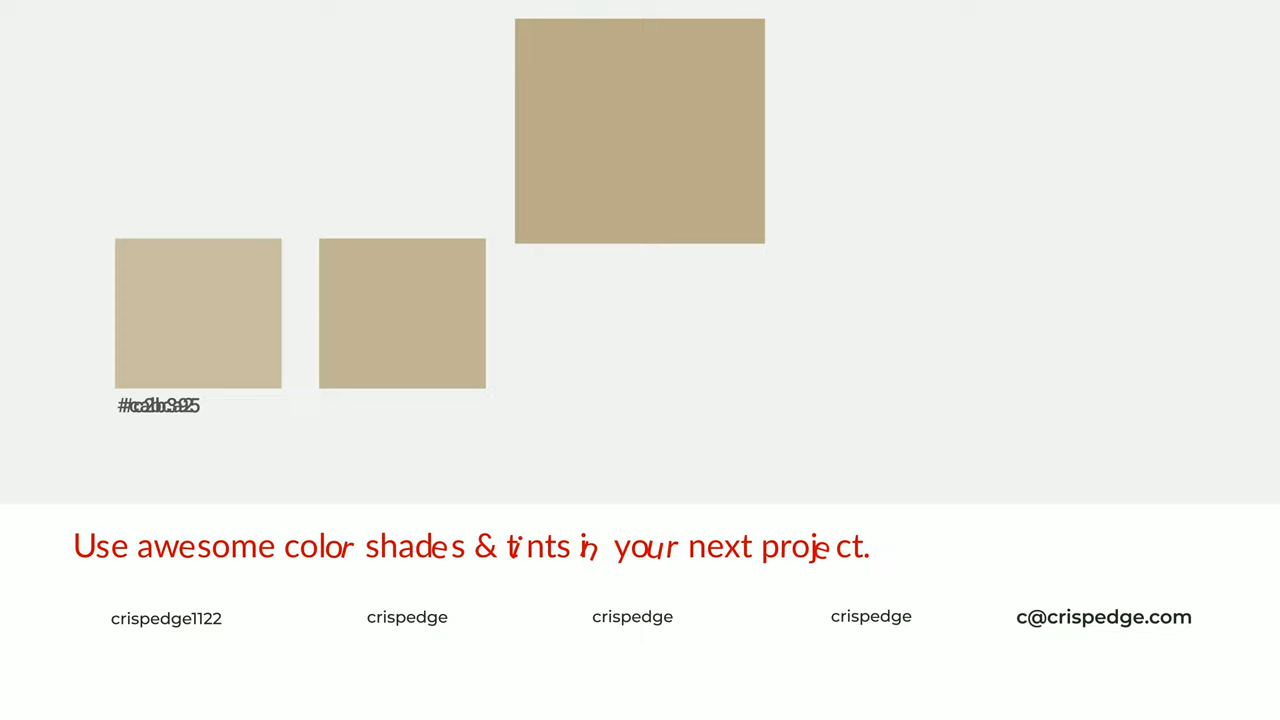 Use awesome color shades & tints in your next project.
crispedge1122 crispedge crispedge crispedge c@crispedge.com